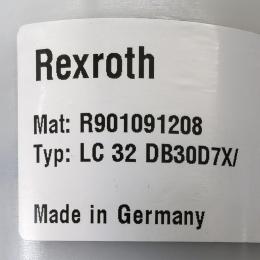 Rexroth
Mat: R901091208
Typ: LC 32 DB30D7X/
Made in Germany